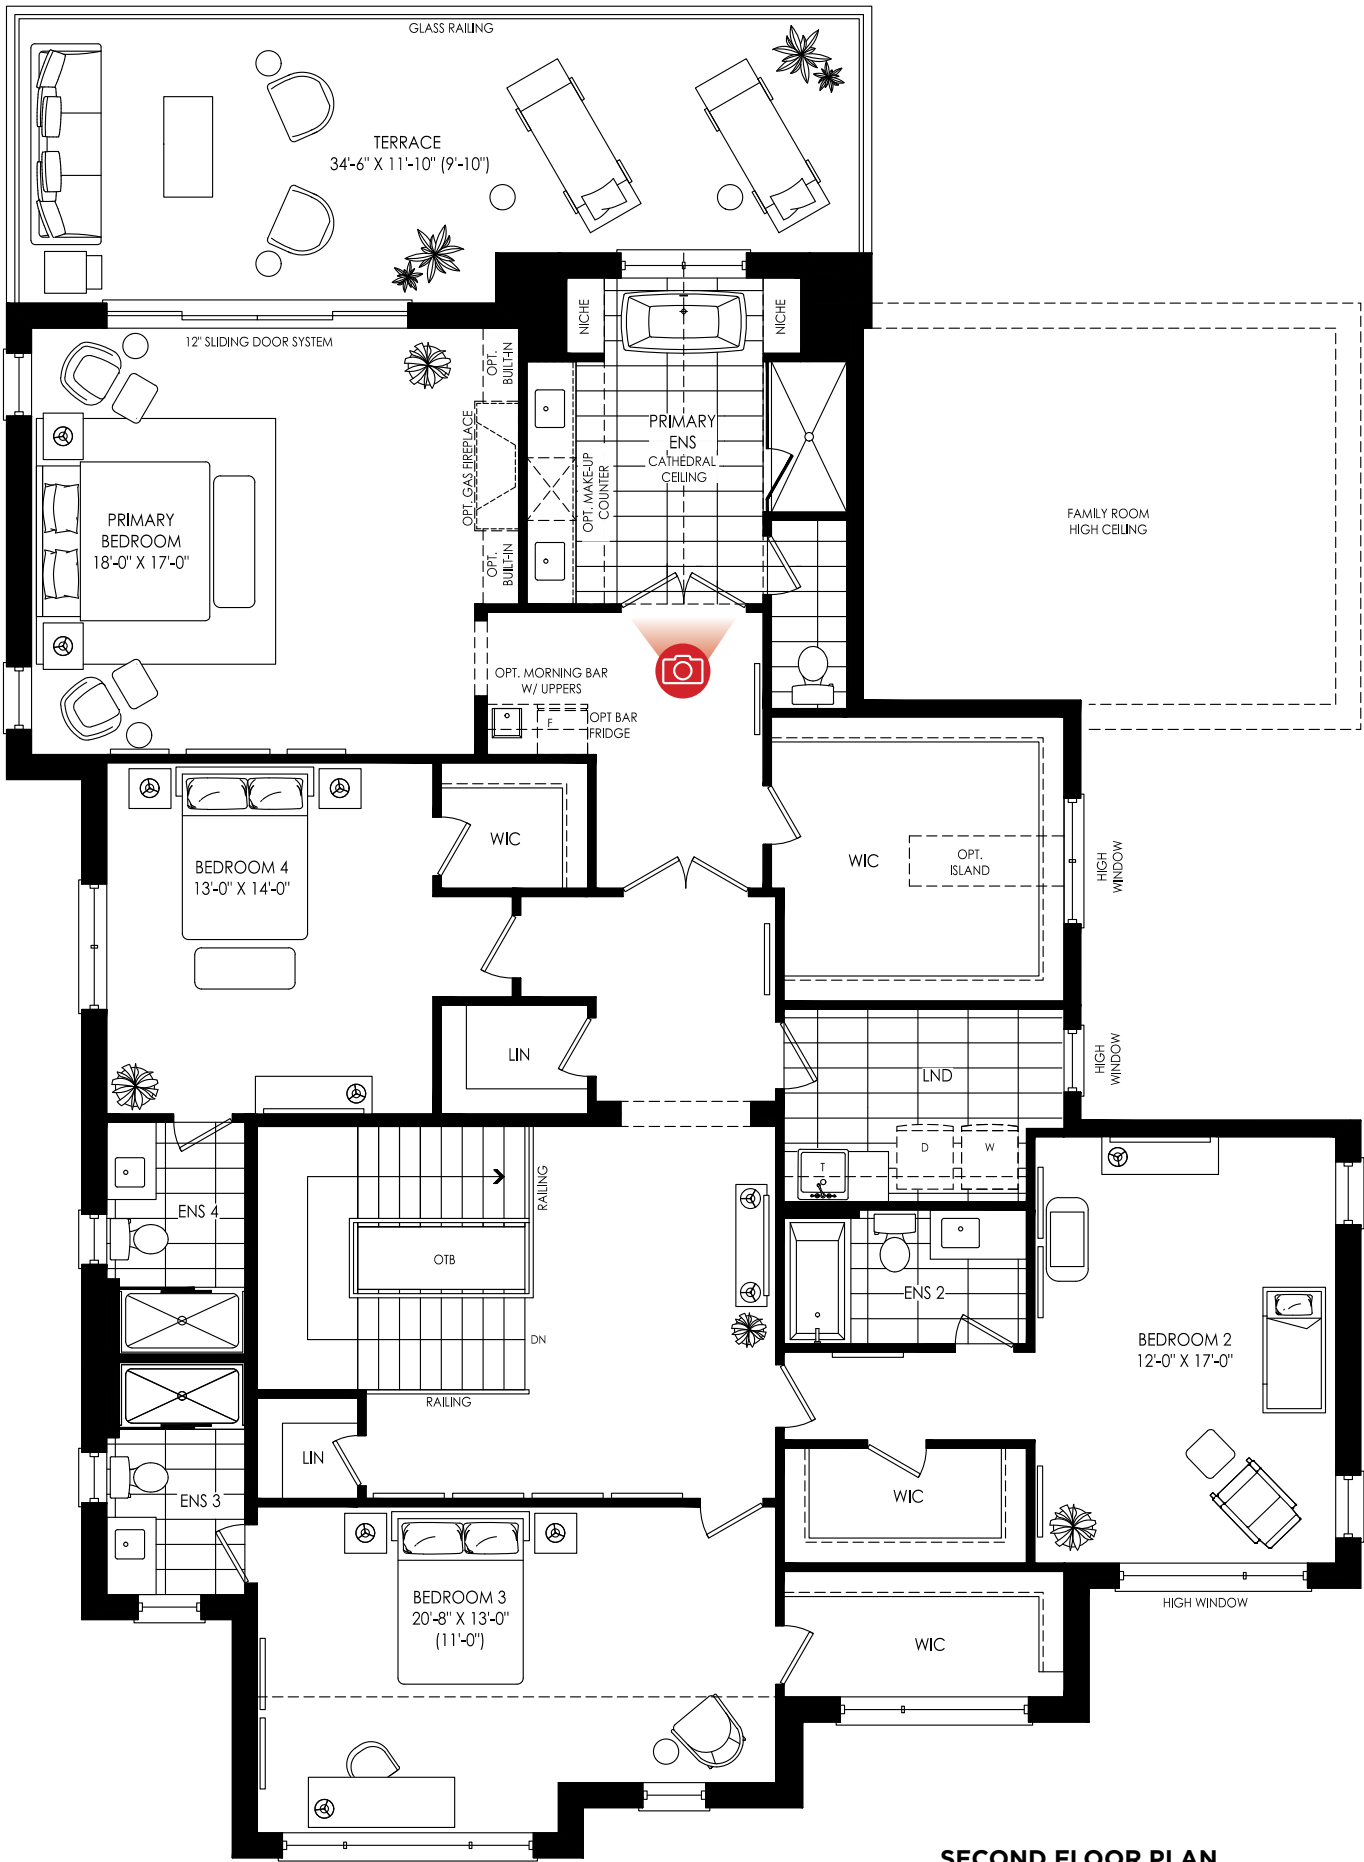 GLASS RAILING
TERRACE
34'-6" X 11'-10" (9'-10")
NICHE
NICHE
12" SLIDING DOOR SYSTEM
OPT.
BUILT-IN
OPT. GAS FIREPLACE
OPT.
BUILT-IN
PRIMARY
ENS
CATHEDRAL
CEILING
OPT. MAKE-UP
COUNTER
PRIMARY
BEDROOM
18'-0" X 17'-0"
FAMILY ROOM
HIGH CEILING
OPT. MORNING BAR
W/ UPPERS
F
OPT BAR
FRIDGE
WIC
BEDROOM 4
13'-0" X 14'-0"
WIC
OPT.
ISLAND
HIGH
WINDOW
LIN
LND
HIGH
WINDOW
D
W
T
RAILING
ENS 4
OTB
ENS 2
DN
BEDROOM 2
12'-0" X 17'-0"
RAILING
LIN
ENS 3
WIC
BEDROOM 3
20'-8" X 13'-0"
(11'-0")
HIGH WINDOW
WIC
SECOND FLOOR PLAN